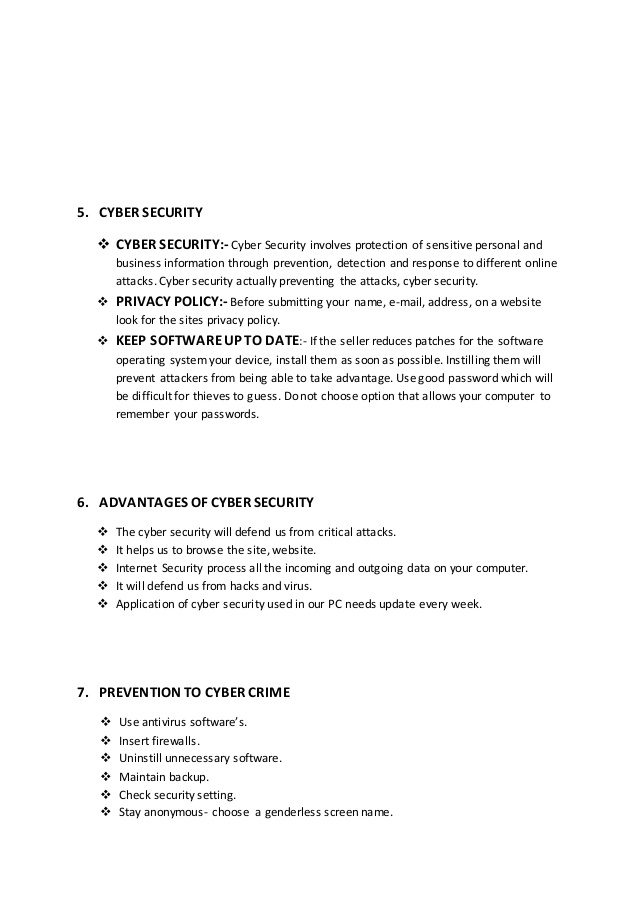 5. CYBER SECURITY
❖ CYBER SECURITY:- Cyber Security involves protection of sensitive personal and
business information through prevention, detection and response to different online
attacks. Cyber security actually preventing the attacks, cyber security.
❖ PRIVACY POLICY:- Before submitting your name, e-mail, address, on a website
look for the sites privacy policy.
❖ KEEP SOFTWARE UP TO DATE:- If the seller reduces patches for the software
operating system your device, install them as soon as possible. Instilling them will
prevent attackers from being able to take advantage. Use good password which will
be difficult for thieves to guess. Do not choose option that allows your computer to
remember your passwords.
6. ADVANTAGES OF CYBER SECURITY
❖ The cyber security will defend us from critical attacks.
❖ It helps us to browse the site, website.
❖ Internet Security process all the incoming and outgoing data on your computer.
❖ It will defend us from hacks and virus.
❖ Application of cyber security used in our PC needs update every week.
7. PREVENTION TO CYBER CRIME
❖ Use antivirus software's.
❖ Insert firewalls.
❖ Uninstill unnecessary software.
❖ Maintain backup.
❖ Check security setting.
❖ Stay anonymous- choose a genderless screen name.